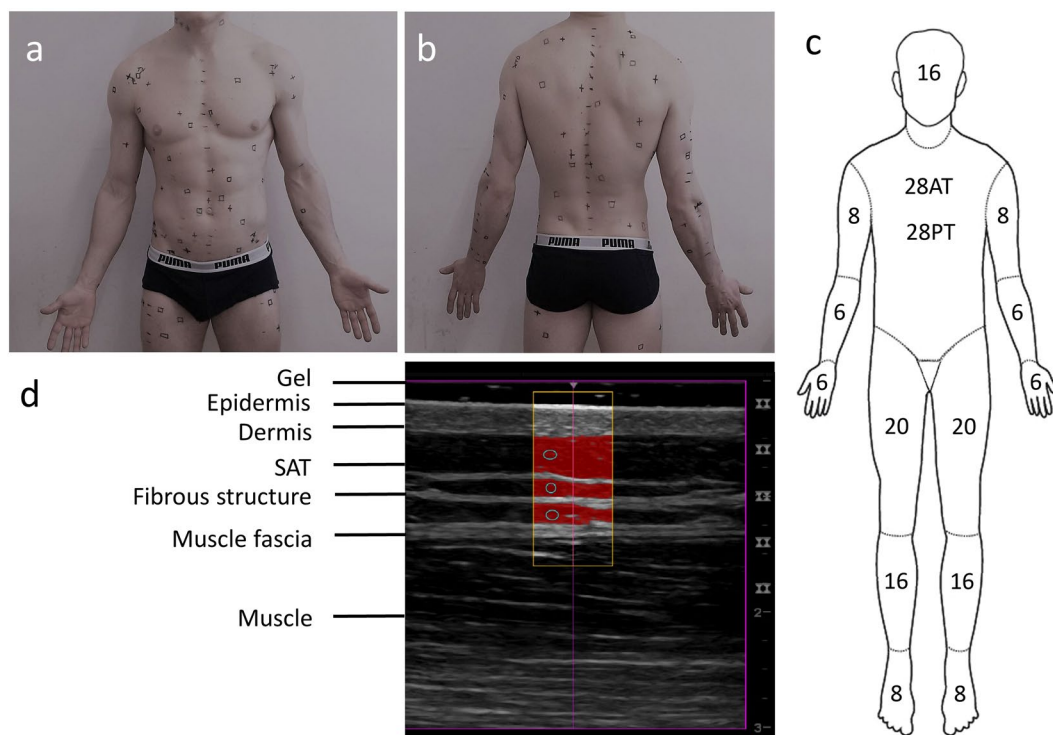 a
b
c
PUMA PUMA
PUMA PUMA PU
16
28AT
28PT
8
8
6
6
6
6
20
20
16
16
8
8
d
Gel
Epidermis
Dermis
SAT
Fibrous structure
Muscle fascia
Muscle
2
3